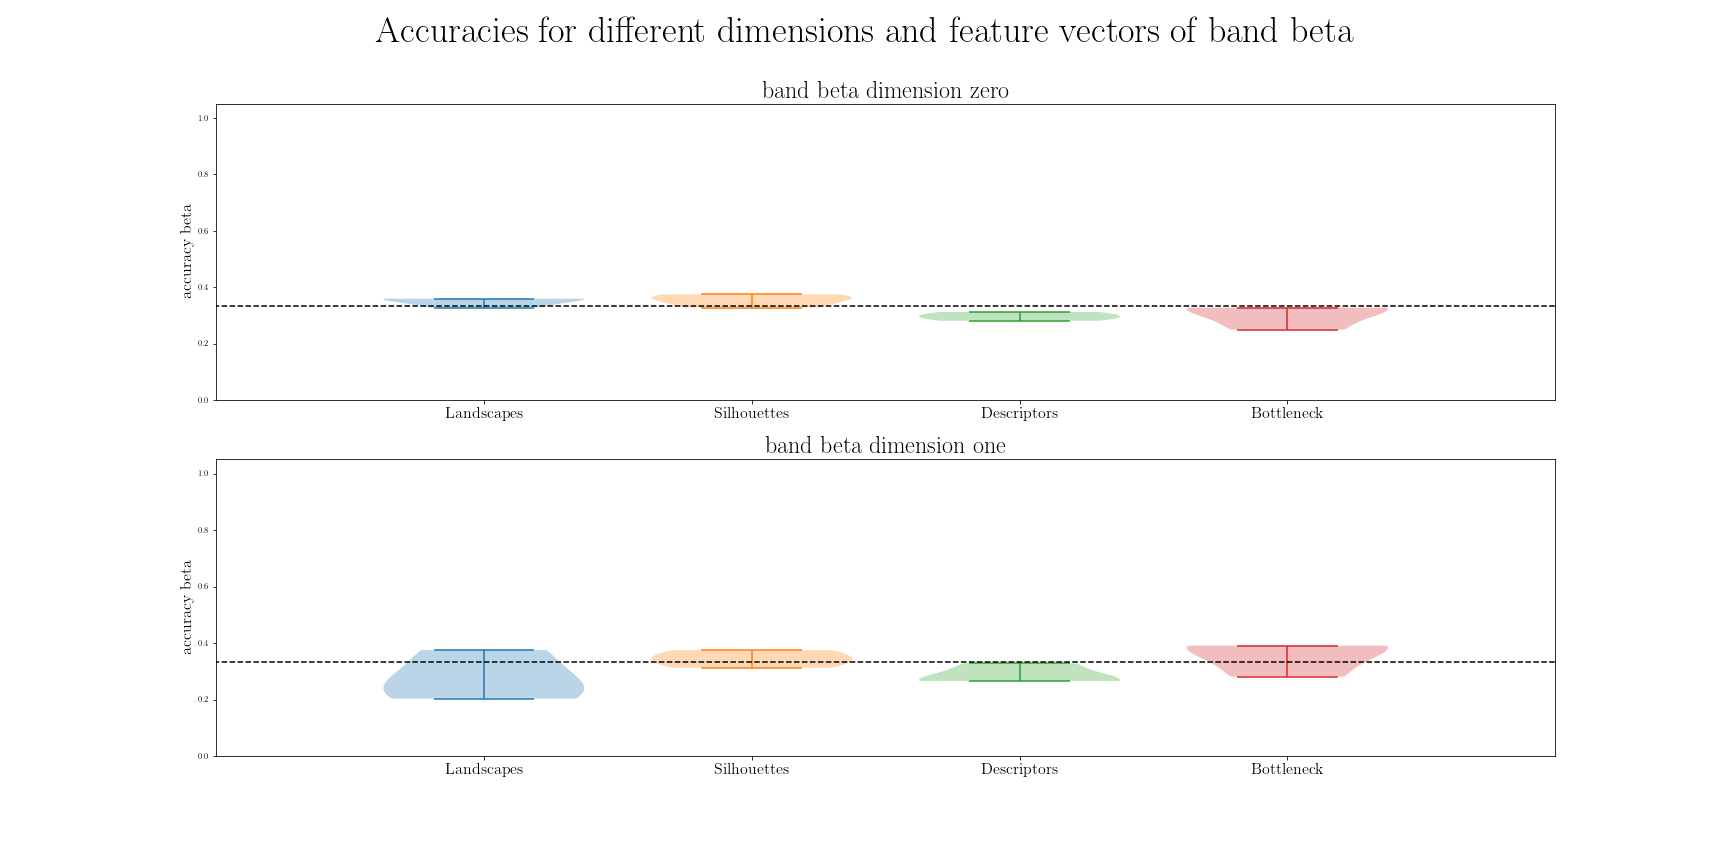 Accuracies for different dimensions and feature vectors of band beta
band beta dimension zero
accuracy beta
1.0
0.8
0.6
0.4
0.2
0.0
Landscapes Silhouettes Descriptors Bottleneck
band beta dimension one
accuracy beta
1.0
0.8
0.6
0.4
0.2
0.0
Landscapes Silhouettes Descriptors Bottleneck